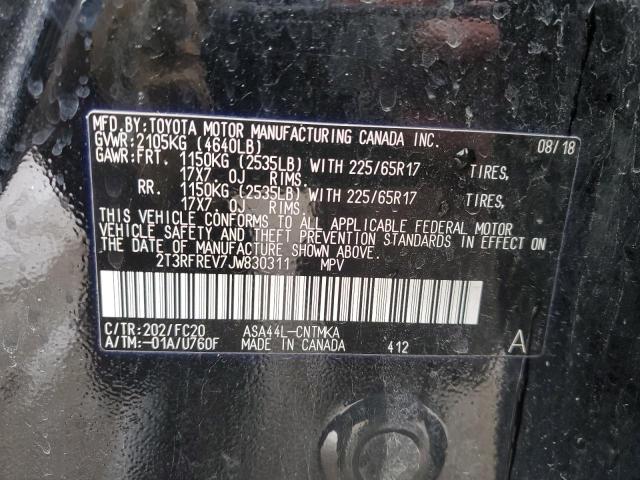 MFD. BY: TOYOTA MOTOR MANUFACTURING CANADA INC. 08/18
GVWR: 2105KG (4640LB)
GAWR: FRT. 1150KG (2535LB) WITH 225/65R17 TIRES,
17X7. 0J RIMS.
RR. 1150KG (2535LB) WITH 225/65R17 TIRES,
17X7. 0J RIMS.
THIS VEHICLE CONFORMS TO ALL APPLICABLE FEDERAL MOTOR
VEHICLE SAFETY AND THEFT PREVENTION STANDARDS IN EFFECT
ON THE DATE OF MANUFACTURE SHOWN ABOVE.
2T3RFREV7JW830311 MPV
C/TR: 202/FC20 ASA44L-CNTMKA
A/TM: -01A/U760F MADE IN CANADA 412 A